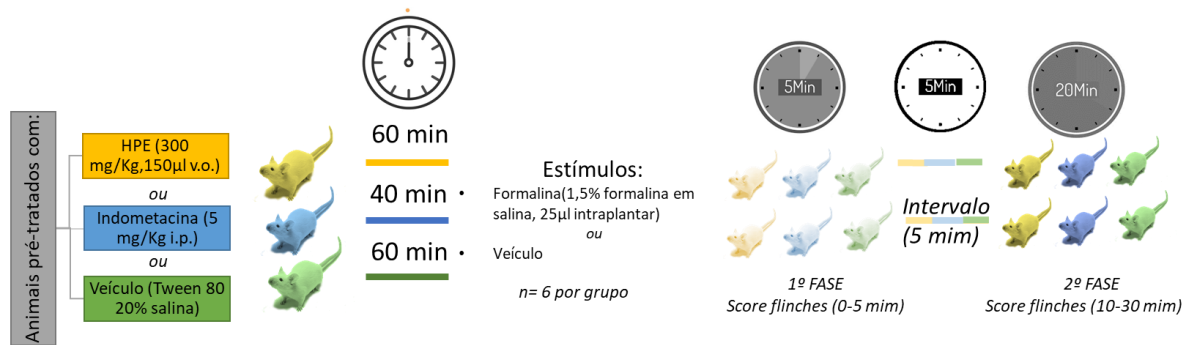 Animais pré-tratados com:
HPE (300
mg/Kg,150µl v.o.)
ou
Indometacina (5
mg/Kg i.p.)
ou
Veículo (Tween 80
20% salina)
60 min
40 min
60 min
Estímulos:
• Formalina(1,5% formalina em
salina, 25µl intraplantar)
ou
• Veículo
n= 6 por grupo
5Min
5Min
20Min
Intervalo
(5 mim)
1º FASE
Score flinches (0-5 mim)
2º FASE
Score flinches (10-30 mim)